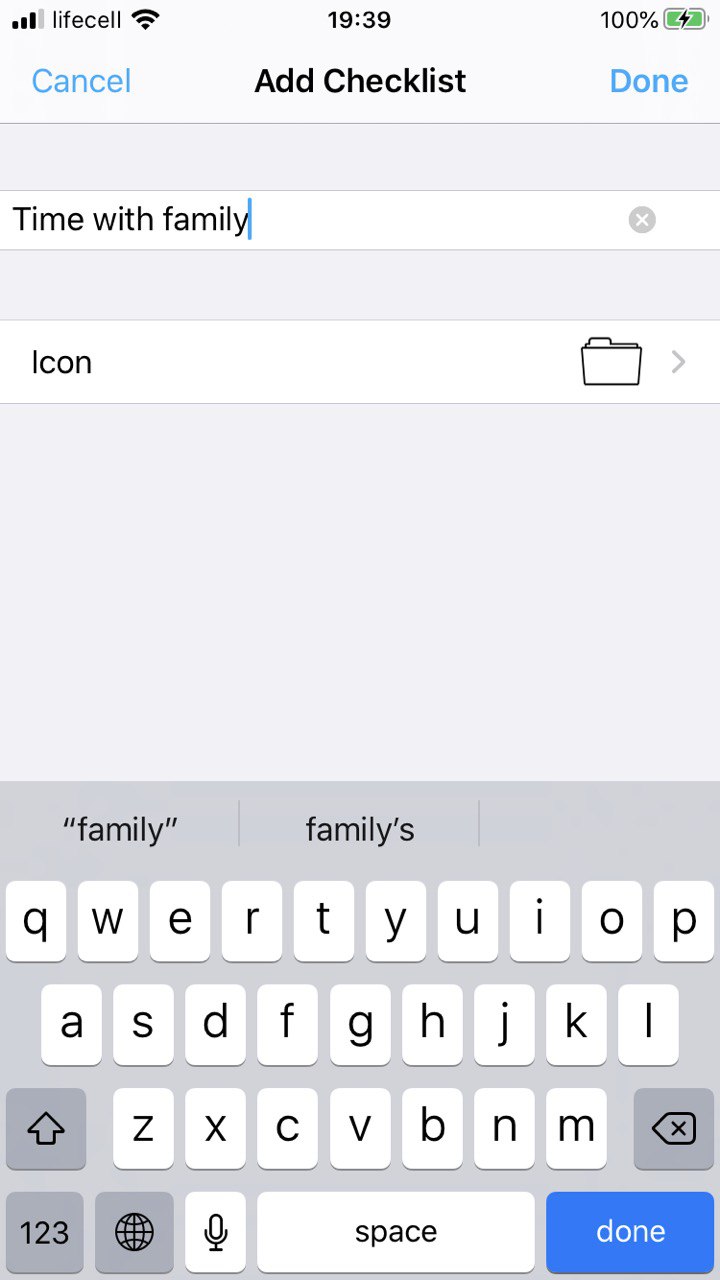 lifecell 19:39 100%
Cancel Add Checklist Done
Time with family
Icon
“family” family’s
q w e r t y u i o p
a s d f g h j k l
z x c v b n m
123 space done